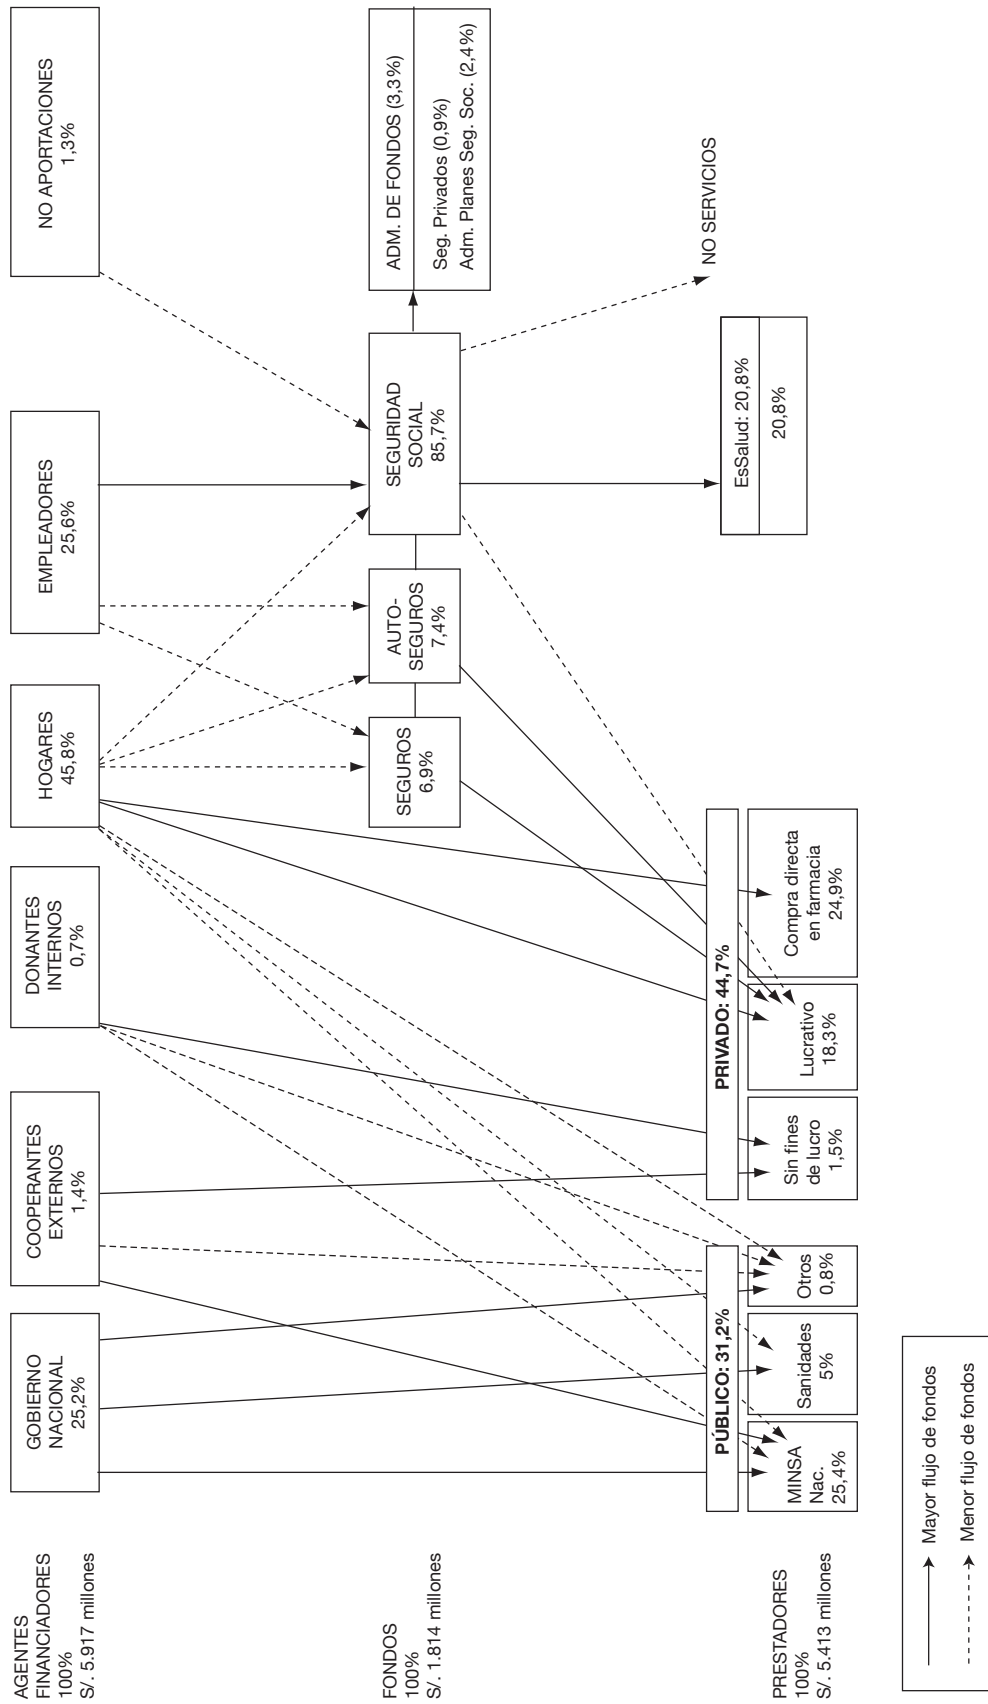 AGENTES
FINANCIADORES
100%
S/. 5.917 millones
GOBIERNO
NACIONAL
25,2%
COOPERANTES
EXTERNOS
1,4%
DONANTES
INTERNOS
0,7%
HOGARES
45,8%
EMPLEADORES
25,6%
NO APORTACIONES
1,3%
FONDOS
100%
S/. 1.814 millones
SEGUROS
6,9%
AUTO-
SEGUROS
7,4%
SEGURIDAD
SOCIAL
85,7%
ADM. DE FONDOS (3,3%)
Seg. Privados (0,9%)
Adm. Planes Seg. Soc. (2,4%)
PRESTADORES
100%
S/. 5.413 millones
PÚBLICO: 31,2%
MINSA
Nac.
25,4%
Sanidades
5%
Otros
0,8%
PRIVADO: 44,7%
Sin fines
de lucro
1,5%
Lucrativo
18,3%
Compra directa
en farmacia
24,9%
EsSalud: 20,8%
20,8%
NO SERVICIOS
Mayor flujo de fondos
Menor flujo de fondos